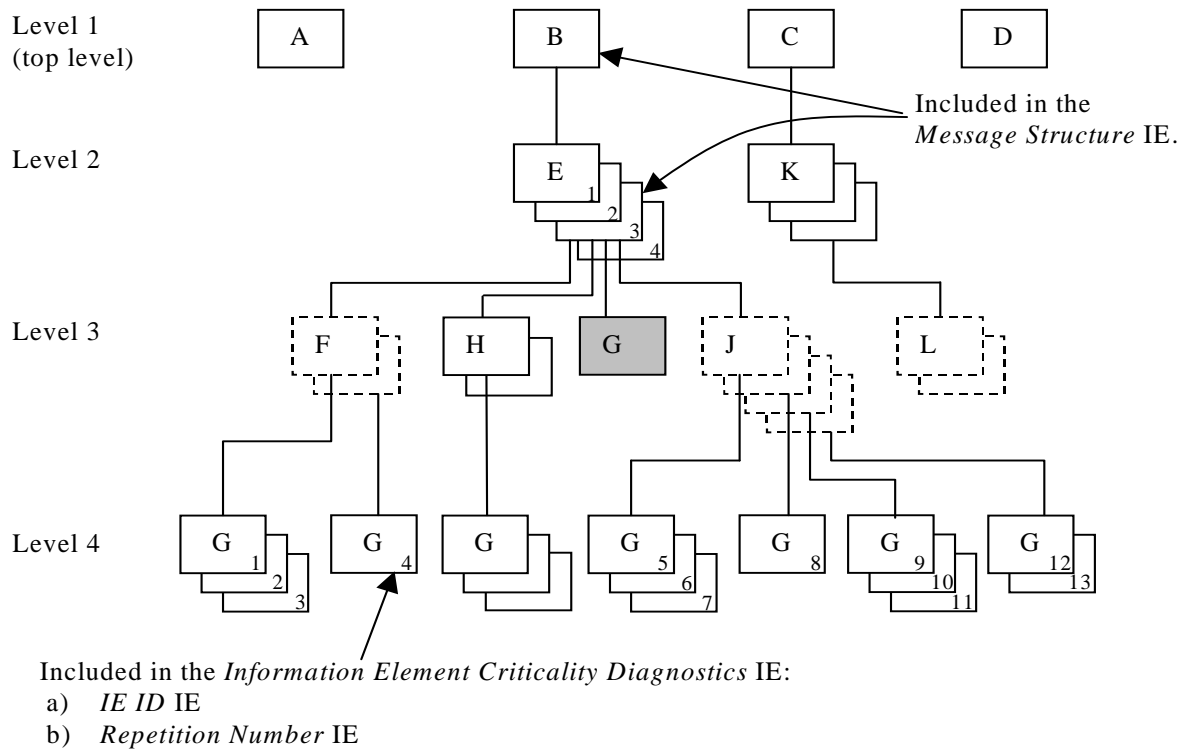 Level 1
(top level)
A
B
C
D
Included in the
Message Structure IE.
Level 2
E
1
2
3
4
K
Level 3
F
H
G
J
L
Level 4
G
1
2
3
G
4
G
G
5
6
7
G
8
G
9
10
11
G
12
13
Included in the Information Element Criticality Diagnostics IE:
a) IE ID IE
b) Repetition Number IE